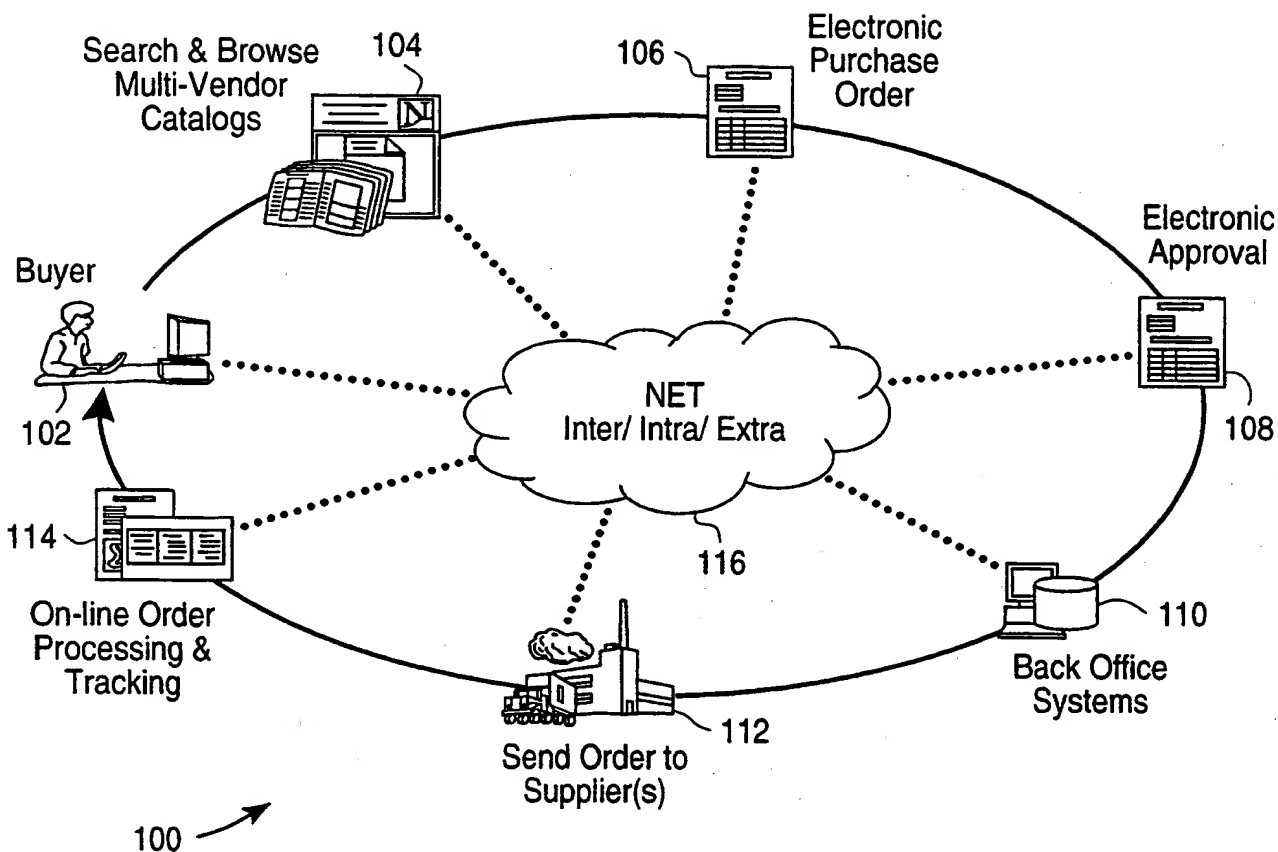 Search & Browse
Multi-Vendor
Catalogs
104
N
106
Electronic
Purchase
Order
Electronic
Approval
108
Buyer
102
NET
Inter/ Intra/ Extra
116
114
On-line Order
Processing &
Tracking
110
Back Office
Systems
112
Send Order to
Supplier(s)
100